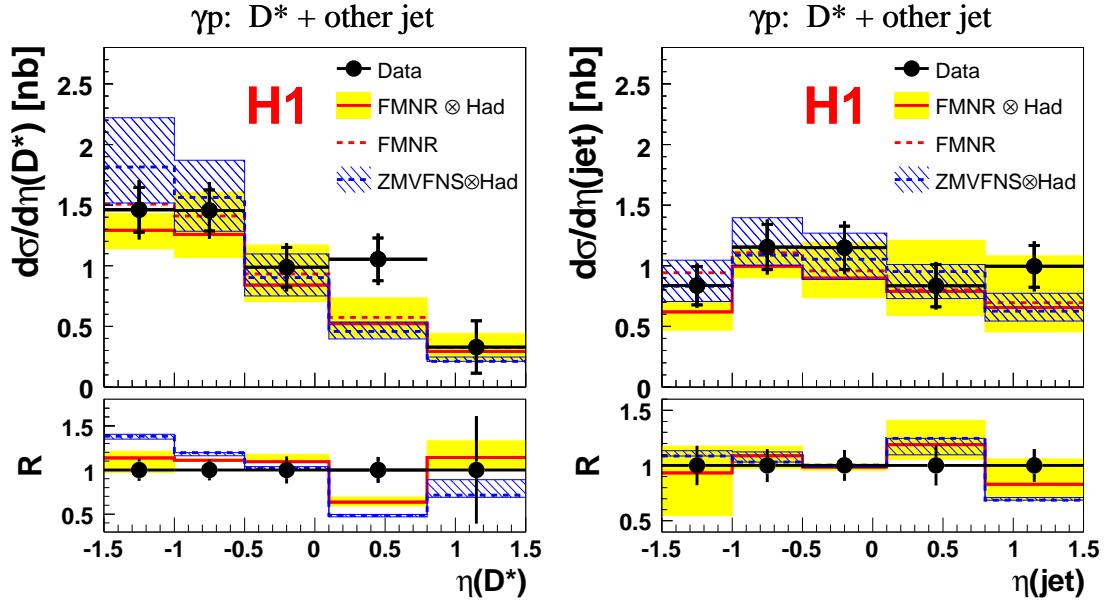 γp: D* + other jet
dσ/dη(D*) [nb]
H1
Data
FMNR ⊗ Had
FMNR
ZMVFNS⊗Had
2.5
2
1.5
1
0.5
0
R
1.5
1
0.5
-1.5 -1 -0.5 0 0.5 1 1.5
η(D*)
γp: D* + other jet
dσ/dη(jet) [nb]
H1
Data
FMNR ⊗ Had
FMNR
ZMVFNS⊗Had
2.5
2
1.5
1
0.5
0
R
1.5
1
0.5
-1.5 -1 -0.5 0 0.5 1 1.5
η(jet)